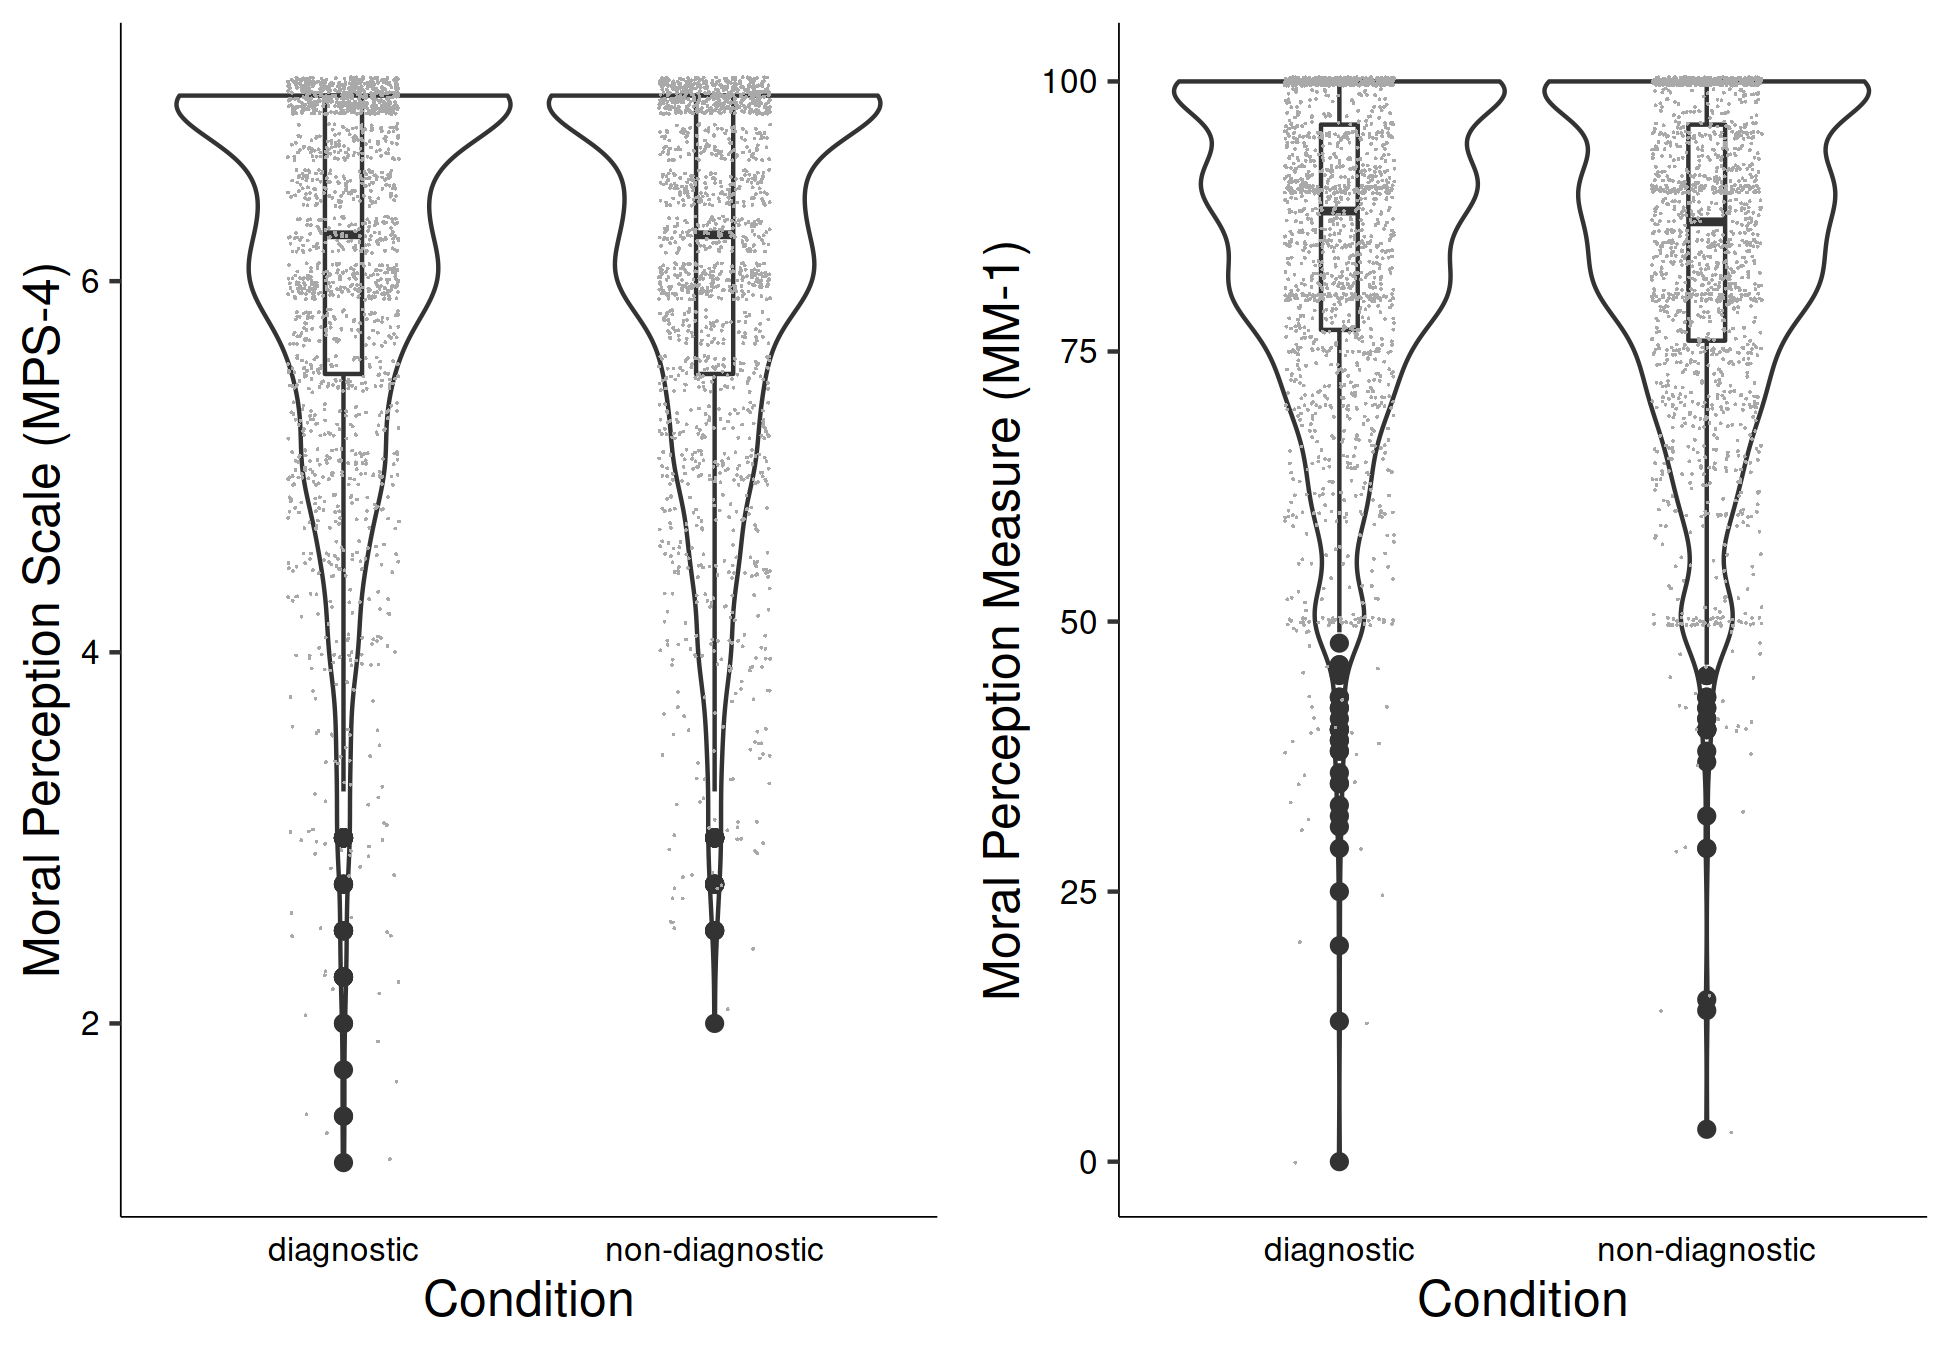 Moral Perception Scale (MPS-4)
6
4
2
diagnostic
non-diagnostic
Condition
Moral Perception Measure (MM-1)
100
75
50
25
0
diagnostic
non-diagnostic
Condition